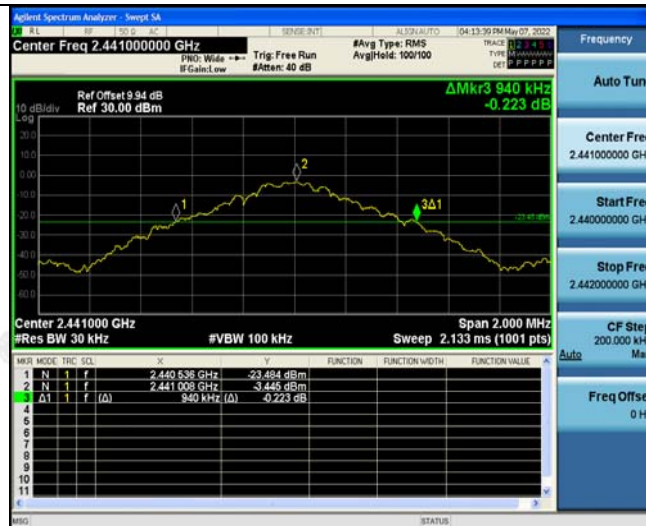 Agilent Spectrum Analyzer - Swept SA
RL RF 50 Ω AC SENSE:INT ALIGN AUTO 04:13:39 PM May 07, 2022
Center Freq 2.441000000 GHz
PNO: Wide
IFGain:Low
Trig: Free Run
#Atten: 40 dB
#Avg Type: RMS
Avg|Hold: 100/100
TRACE 1 2 3 4 5 6
TYPE
DET P P P P P P
Frequency
Auto Tun
Center Fre
2.441000000 GH
Start Fre
2.440000000 GH
Stop Fre
2.442000000 GH
CF Step
200.000 kH
Auto Ma
Freq Offse
0 H
ΔMkr3 940 kHz
-0.223 dB
Ref Offset 9.94 dB
Ref 30.00 dBm
10 dB/div
Log
20.0
10.0
0.00
-10.0
-20.0
-30.0
-40.0
-50.0
-60.0
1
2
3Δ1
Center 2.441000 GHz
#Res BW 30 kHz
#VBW 100 kHz
Span 2.000 MHz
Sweep 2.133 ms (1001 pts)
MKR MODE TRC SCL X Y FUNCTION FUNCTION WIDTH FUNCTION VALUE
1 N 1 f 2.440 536 GHz -23.484 dBm
2 N 1 f 2.441 008 GHz -3.445 dBm
3 Δ1 1 f (Δ) 940 kHz (Δ) -0.223 dB
4
5
6
7
8
9
10
11
MSG
STATUS